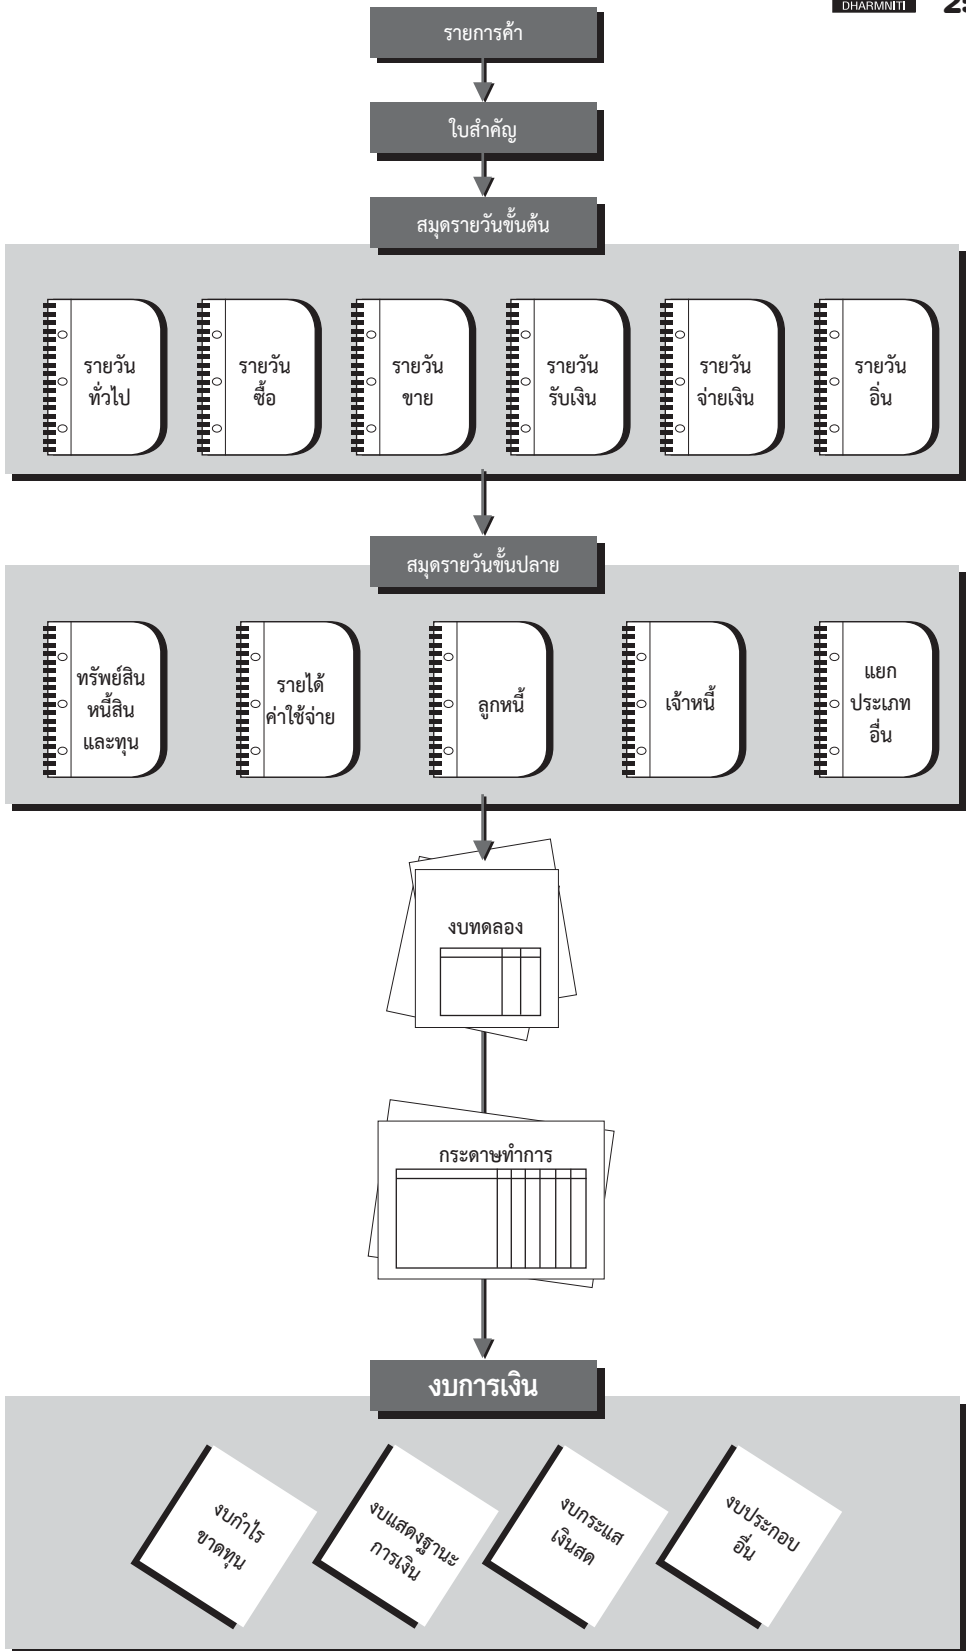 DHARMNITI
รายการค้า
ใบสำคัญ
สมุดรายวันขั้นต้น
รายวัน
ทั่วไป
รายวัน
ซื้อ
รายวัน
ขาย
รายวัน
รับเงิน
รายวัน
จ่ายเงิน
รายวัน
อื่น
สมุดรายวันขั้นปลาย
ทรัพย์สิน
หนี้สิน
และทุน
รายได้
ค่าใช้จ่าย
ลูกหนี้
เจ้าหนี้
แยก
ประเภท
อื่น
งบทดลอง
กระดาษทำการ
งบการเงิน
งบกำไร
ขาดทุน
งบแสดงฐานะ
การเงิน
งบกระแส
เงินสด
งบประกอบ
อื่น